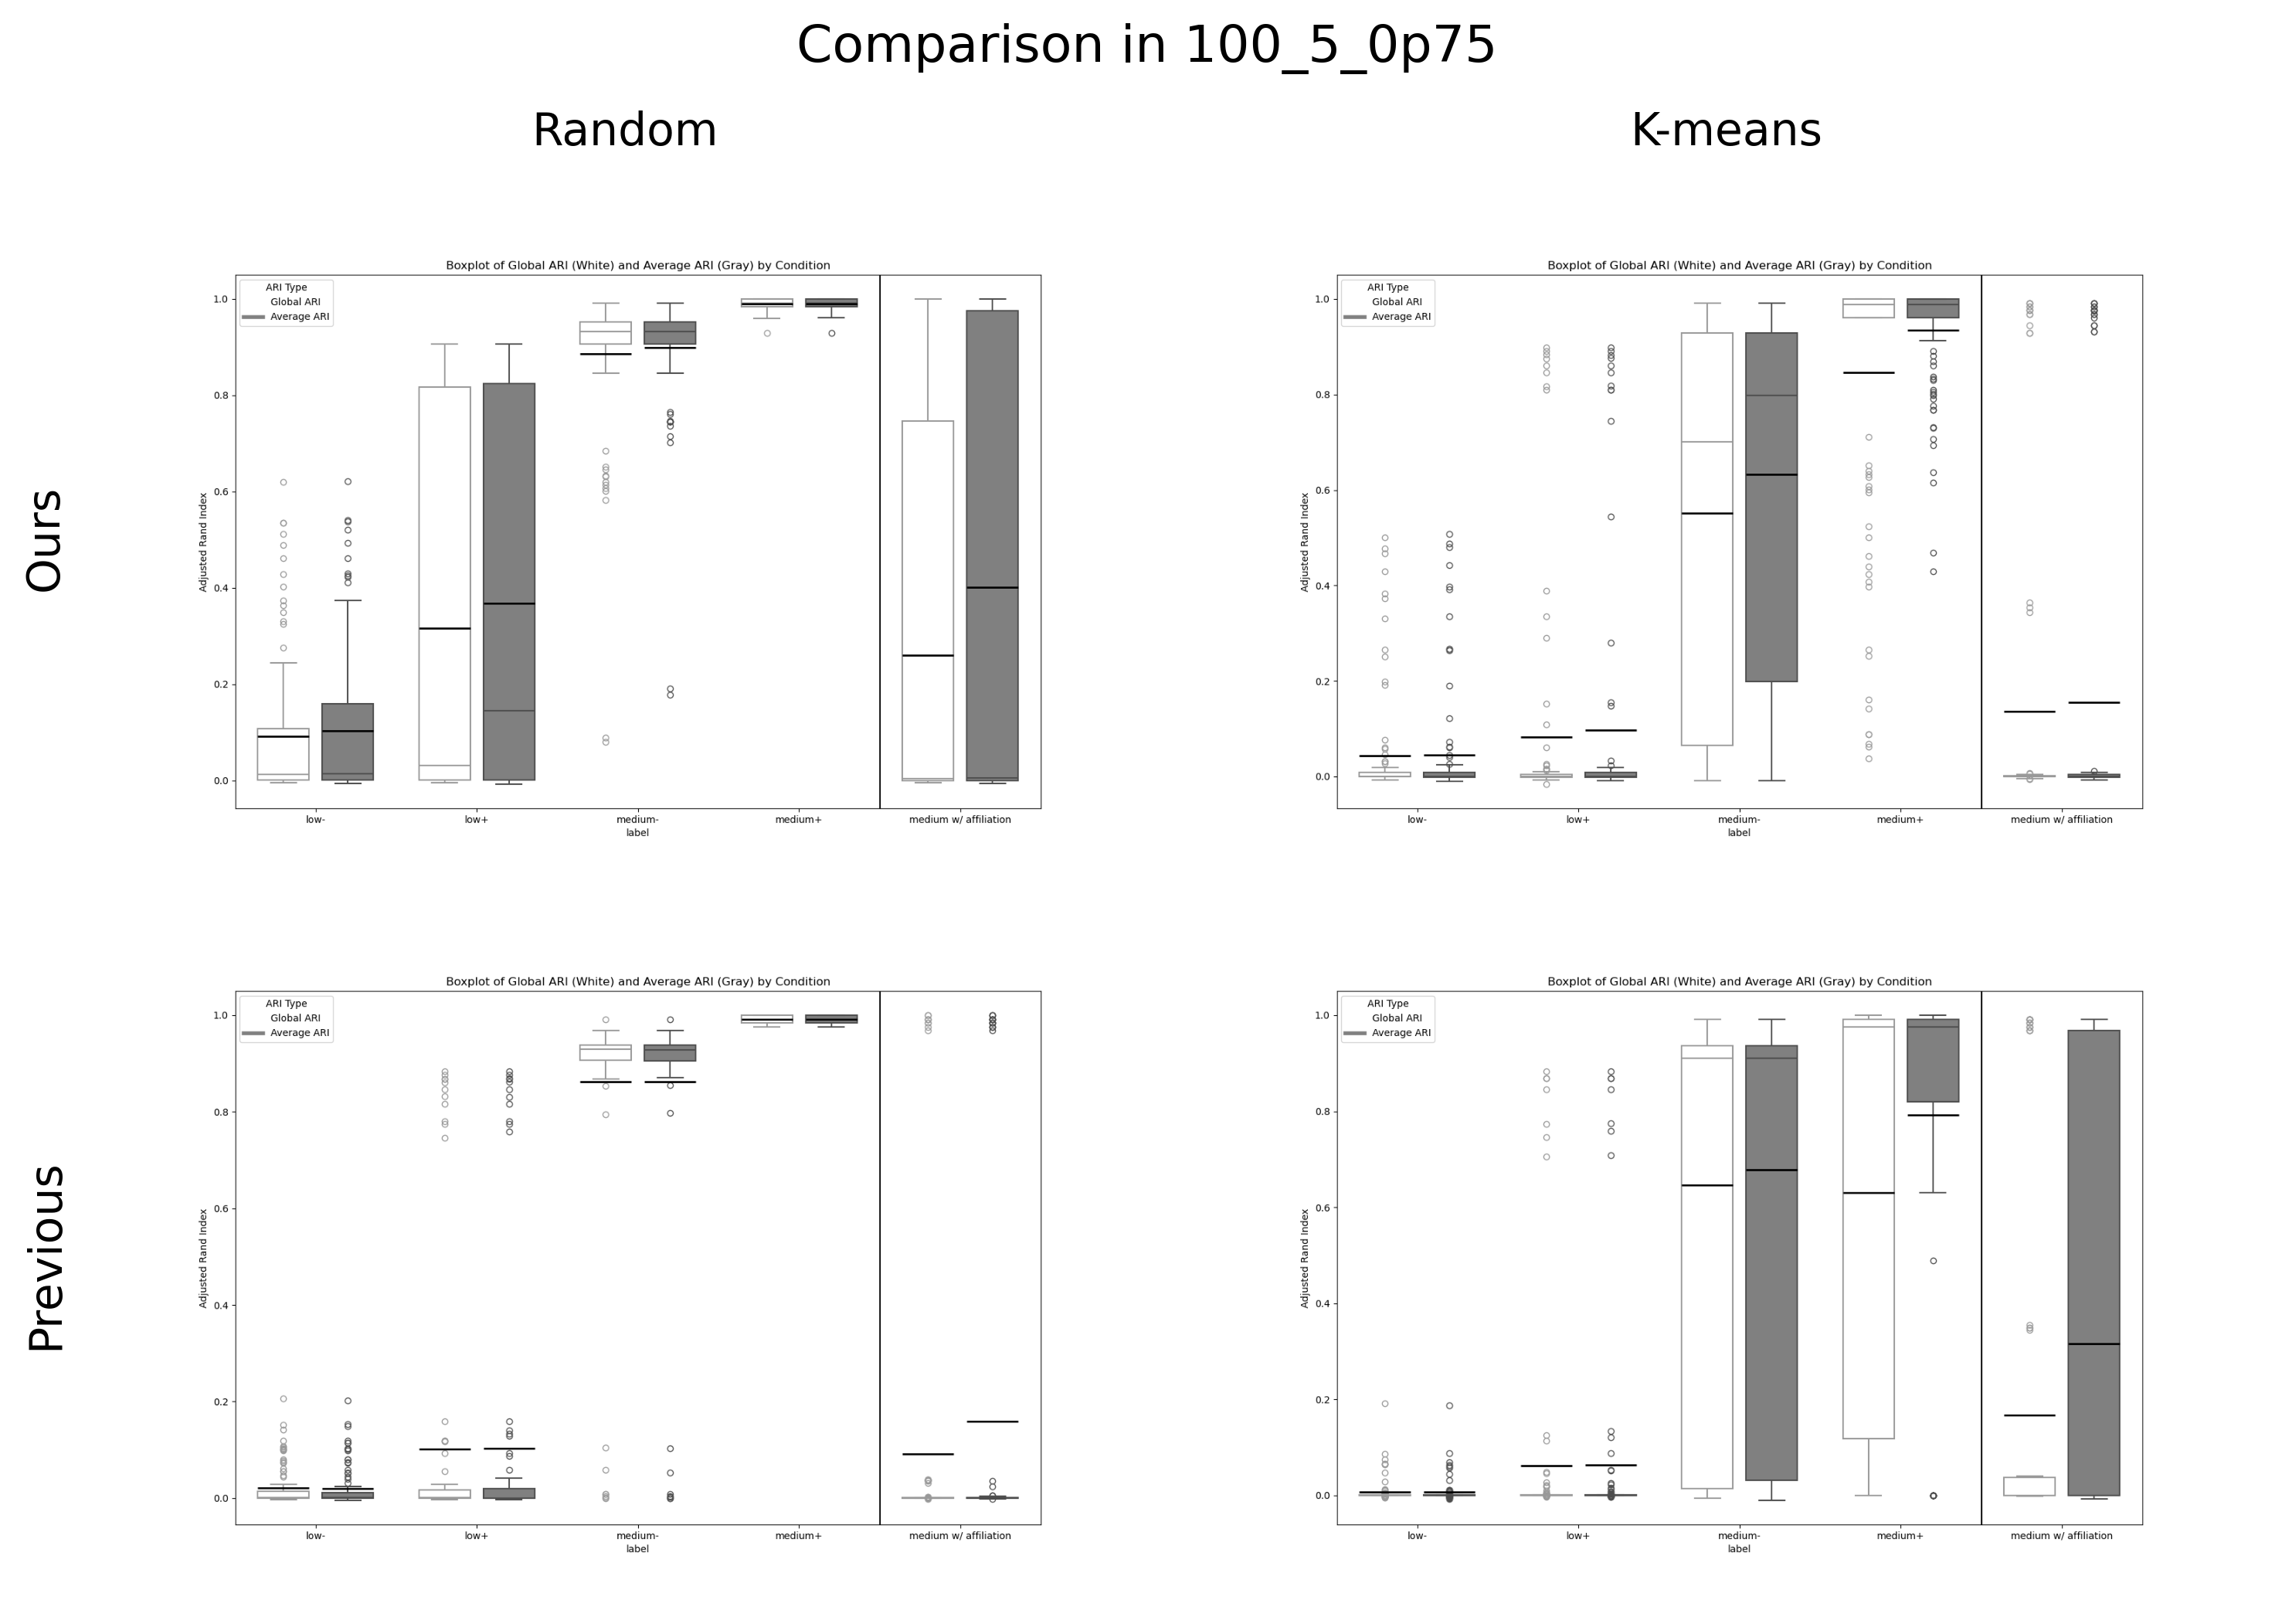 Comparison in 100_5_0p75
Random
K-means
Ours
Boxplot of Global ARI (White) and Average ARI (Gray) by Condition
ARI Type
Global ARI
Average ARI
Adjusted Rand Index
1.0
0.8
0.6
0.4
0.2
0.0
low-
low+
medium-
medium+
medium w/ affiliation
label
Boxplot of Global ARI (White) and Average ARI (Gray) by Condition
ARI Type
Global ARI
Average ARI
Adjusted Rand Index
1.0
0.8
0.6
0.4
0.2
0.0
low-
low+
medium-
medium+
medium w/ affiliation
label
Previous
Boxplot of Global ARI (White) and Average ARI (Gray) by Condition
ARI Type
Global ARI
Average ARI
Adjusted Rand Index
1.0
0.8
0.6
0.4
0.2
0.0
low-
low+
medium-
medium+
medium w/ affiliation
label
Boxplot of Global ARI (White) and Average ARI (Gray) by Condition
ARI Type
Global ARI
Average ARI
Adjusted Rand Index
1.0
0.8
0.6
0.4
0.2
0.0
low-
low+
medium-
medium+
medium w/ affiliation
label